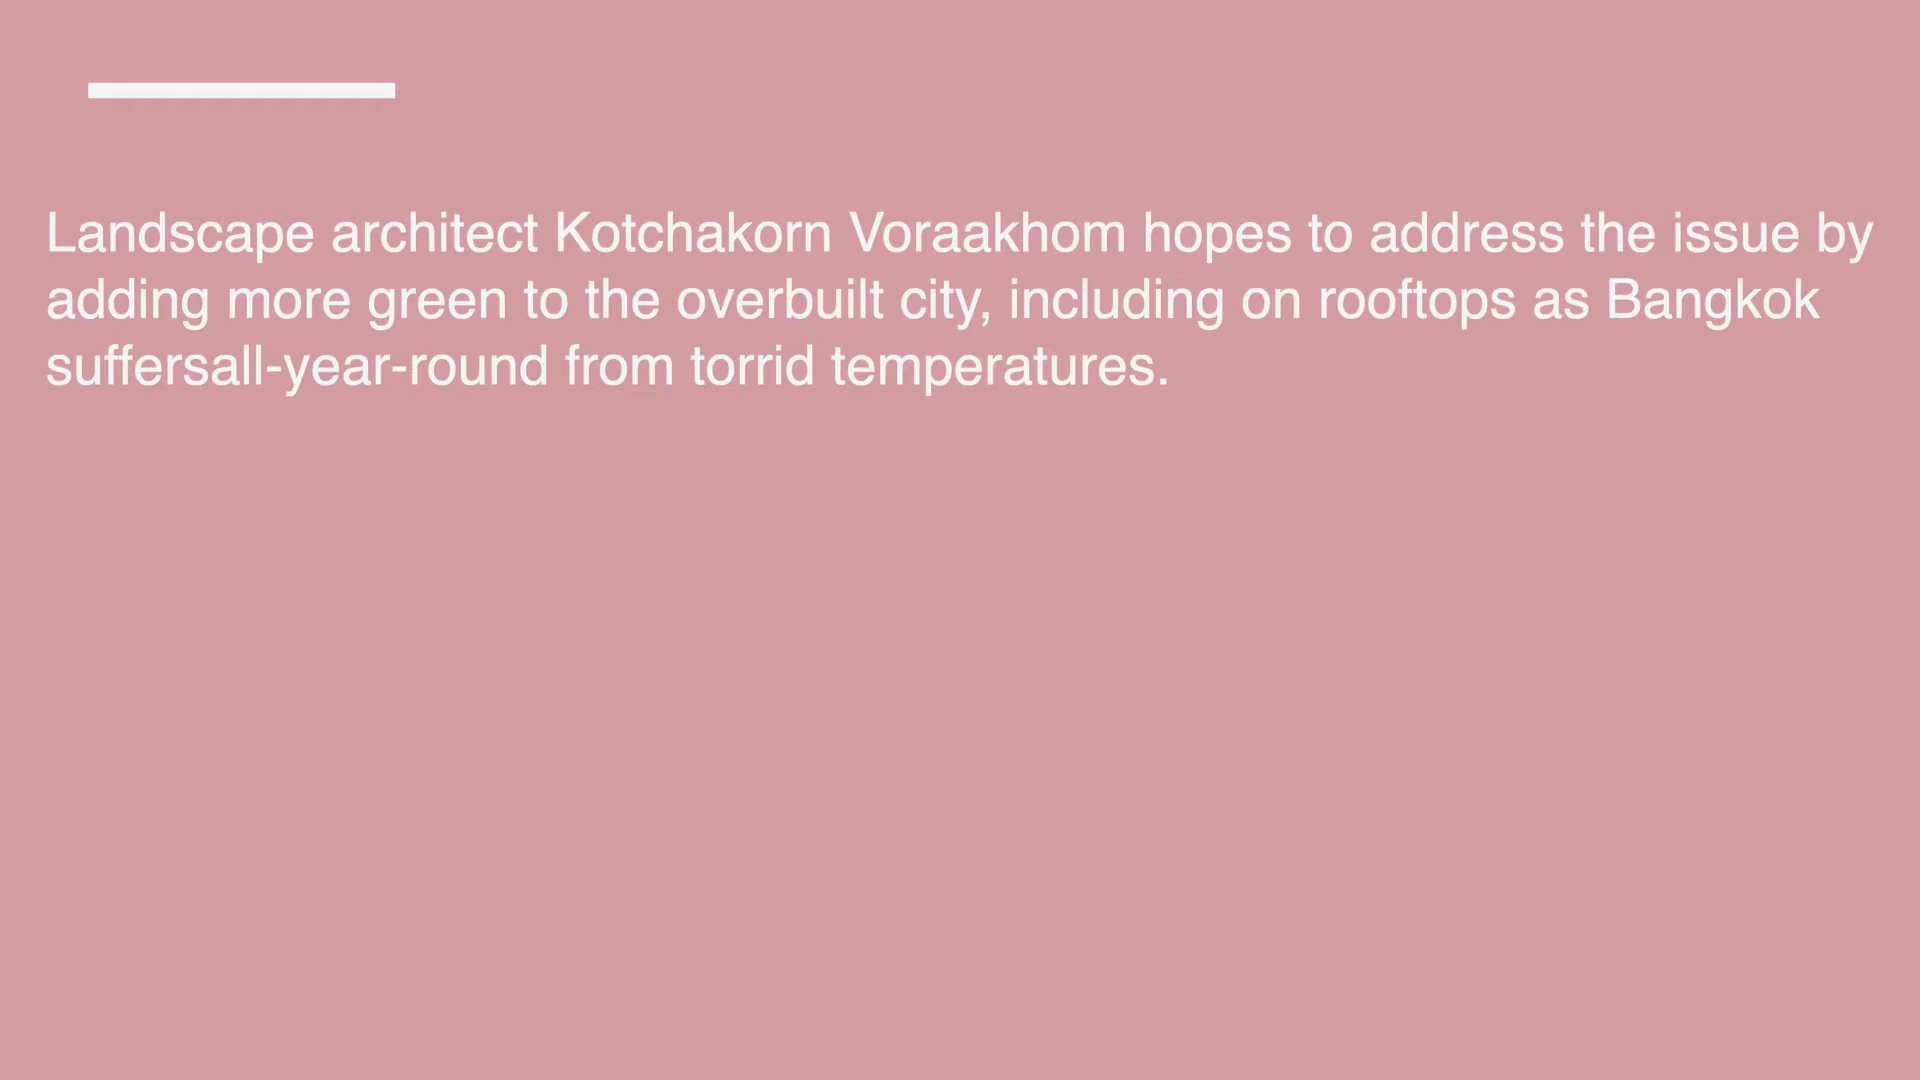 Landscape architect Kotchakorn Voraakhom hopes to address the issue by
adding more green to the overbuilt city, including on rooftops as Bangkok
suffersall-year-round from torrid temperatures.